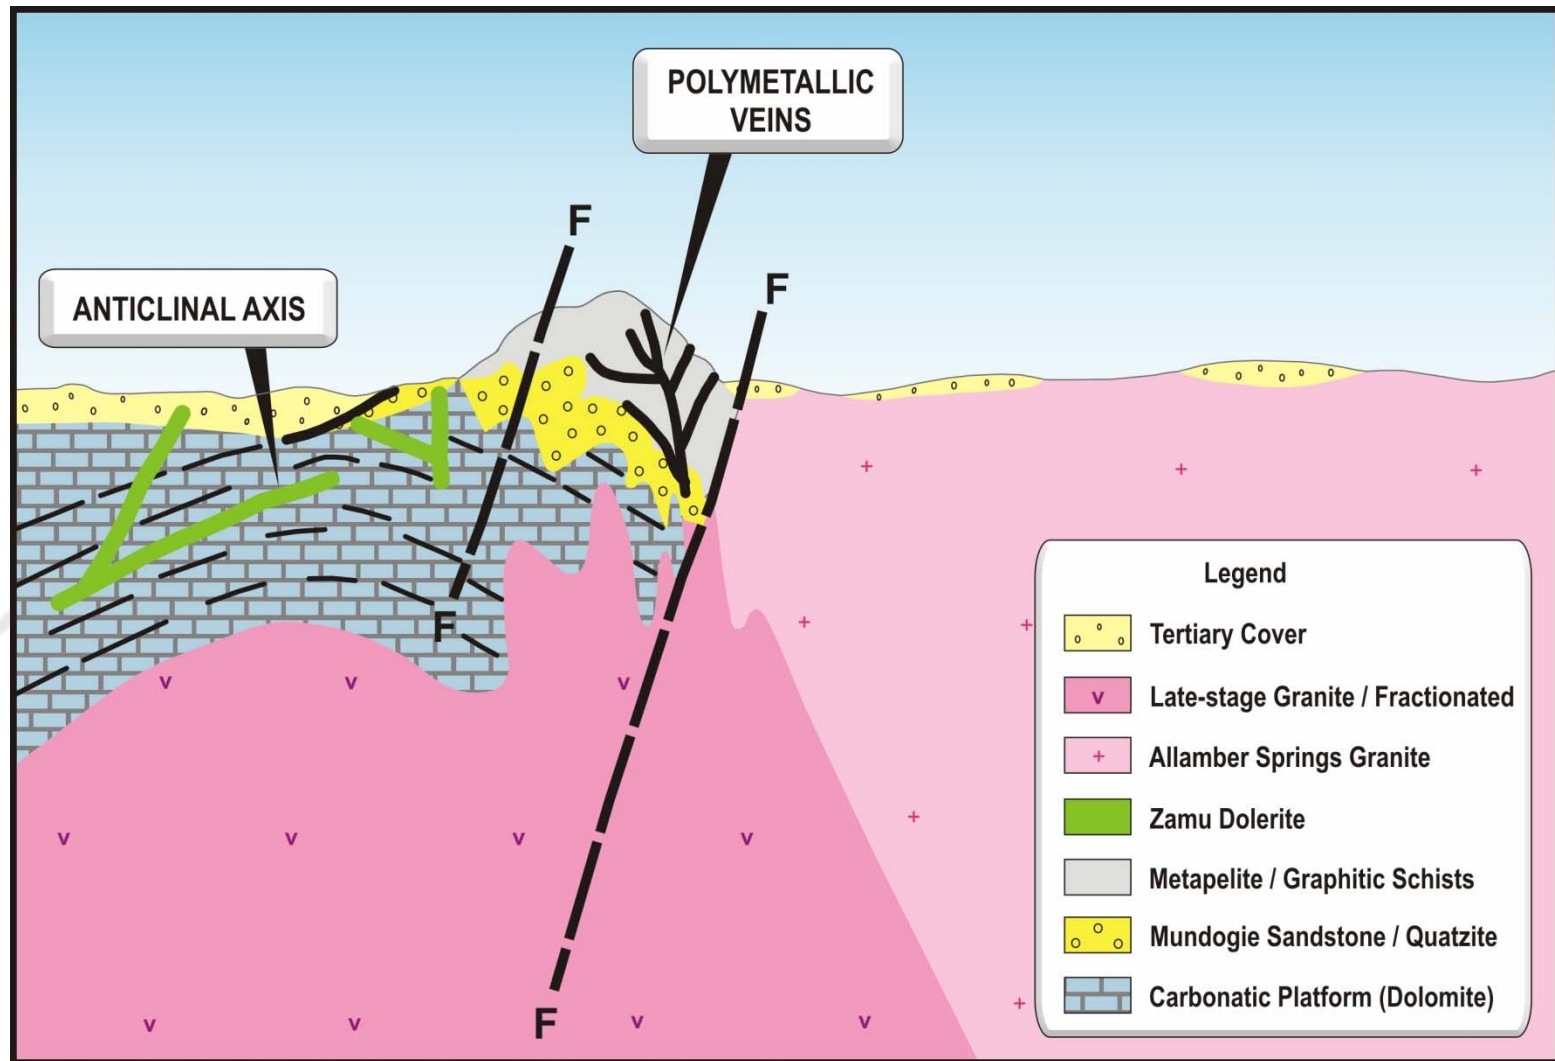 POLYMETALLIC
VEINS
F
F
ANTICLINAL AXIS
F
F
Legend
Tertiary Cover
Late-stage Granite / Fractionated
Allamber Springs Granite
Zamu Dolerite
Metapelite / Graphitic Schists
Mundogie Sandstone / Quatzite
Carbonatic Platform (Dolomite)